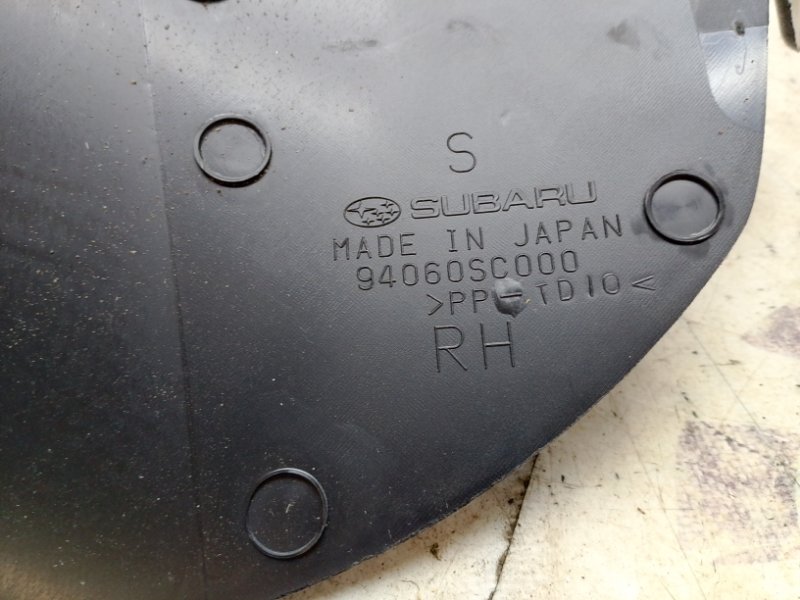 S
SUBARU
MADE IN JAPAN
94060SC000
>PP-TD10<
RH